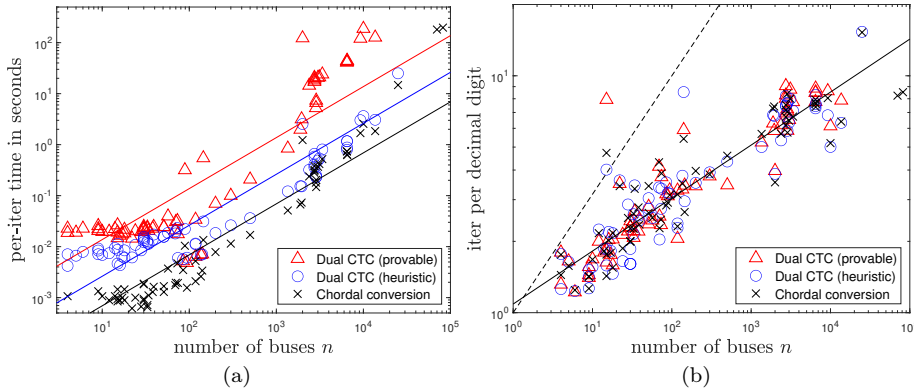 per-iter time in seconds
10^2
10^1
10^0
10^-1
10^-2
10^-3
10^1
10^2
10^3
10^4
10^5
number of buses n
Dual CTC (provable)
Dual CTC (heuristic)
Chordal conversion
(a)
iter per decimal digit
10^1
10^0
10^0
10^1
10^2
10^3
10^4
10^5
number of buses n
Dual CTC (provable)
Dual CTC (heuristic)
Chordal conversion
(b)